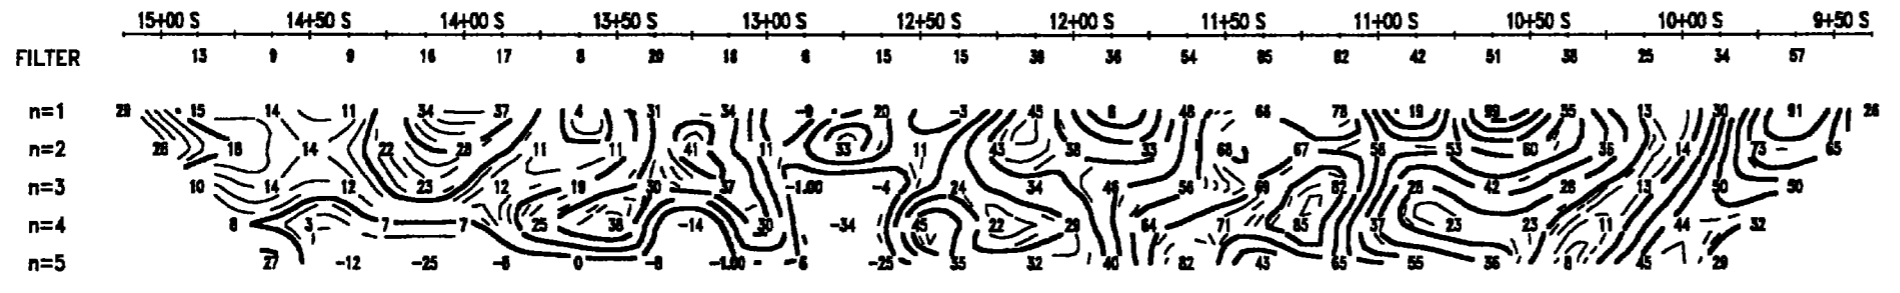 15+00 S 14+50 S 14+00 S 13+50 S 13+00 S 12+50 S 12+00 S 11+50 S 11+00 S 10+50 S 10+00 S 9+50 S
FILTER 13 9 9 16 17 8 20 18 6 15 15 38 36 54 65 82 42 51 38 25 34 57
n=1 29 15 14 11 34 37 4 31 34 -9 20 -3 45 6 48 66 78 19 99 55 13 30 91 26
n=2 26 18 14 22 28 11 11 41 11 33 11 43 38 33 68 67 58 53 60 36 14 73 65
n=3 10 14 12 23 12 19 30 37 -1.00 -4 24 34 46 56 69 82 28 42 28 13 50 50
n=4 8 3 7 7 25 38 -14 30 -34 45 22 29 64 71 85 37 23 23 11 44 32
n=5 27 -12 -25 -6 0 -8 -1.00 -6 -25 35 32 40 82 43 65 55 36 8 45 29